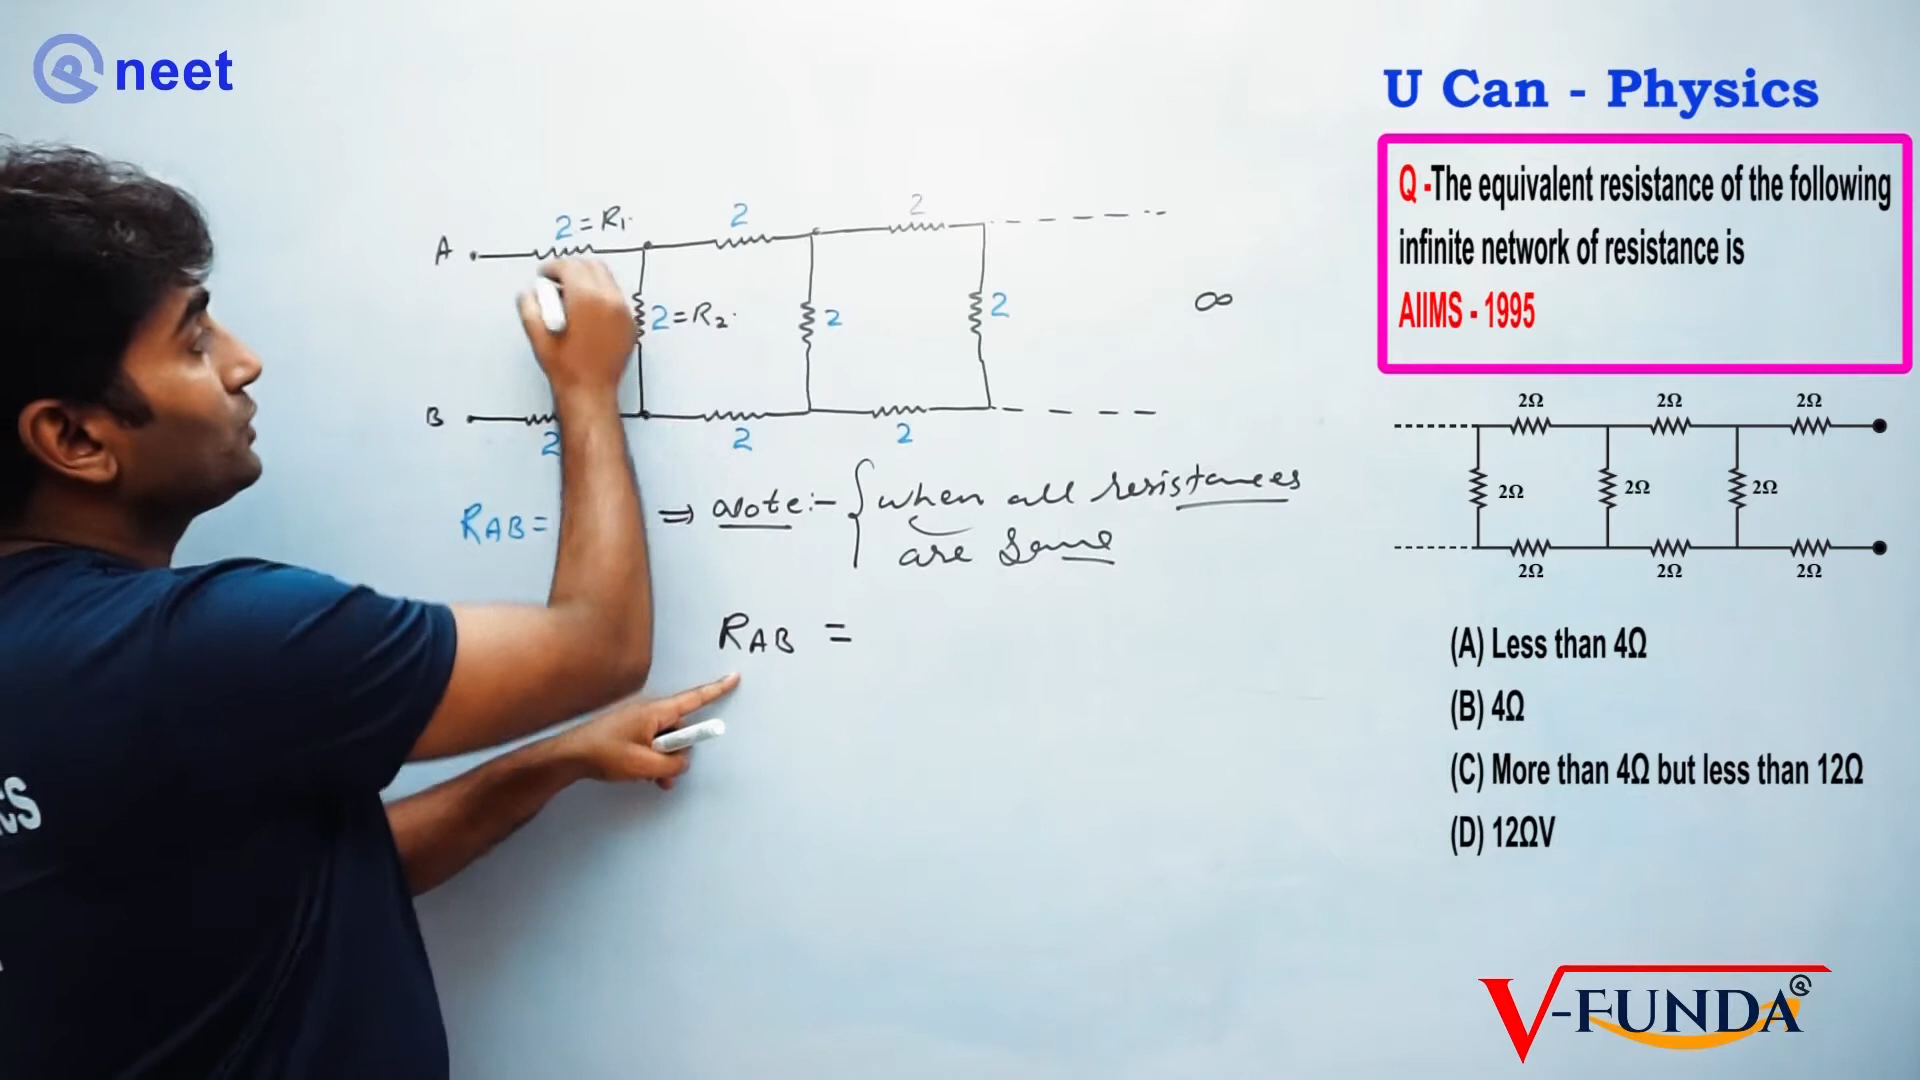 neet
U Can - Physics
Q -The equivalent resistance of the following
infinite network of resistance is
AIIMS - 1995
2 = R1.
2
2
A
2 = R2.
2
2
∞
B
2
2
2
RAB =
⇒ Note :- { when all resistances
are same
RAB =
2Ω 2Ω 2Ω
2Ω 2Ω 2Ω
2Ω 2Ω 2Ω
(A) Less than 4Ω
(B) 4Ω
(C) More than 4Ω but less than 12Ω
(D) 12ΩV
V-FUNDA